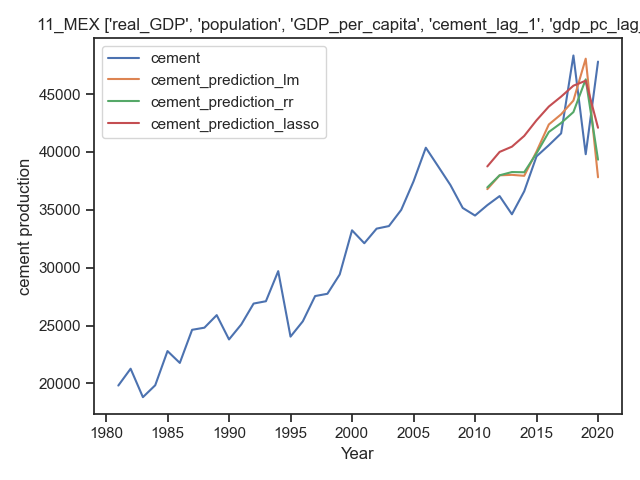 11_MEX ['real_GDP', 'population', 'GDP_per_capita', 'cement_lag_1', 'gdp_pc_lag_
cement
cement_prediction_lm
cement_prediction_rr
cement_prediction_lasso
45000
40000
35000
30000
25000
20000
cement production
1980 1985 1990 1995 2000 2005 2010 2015 2020
Year